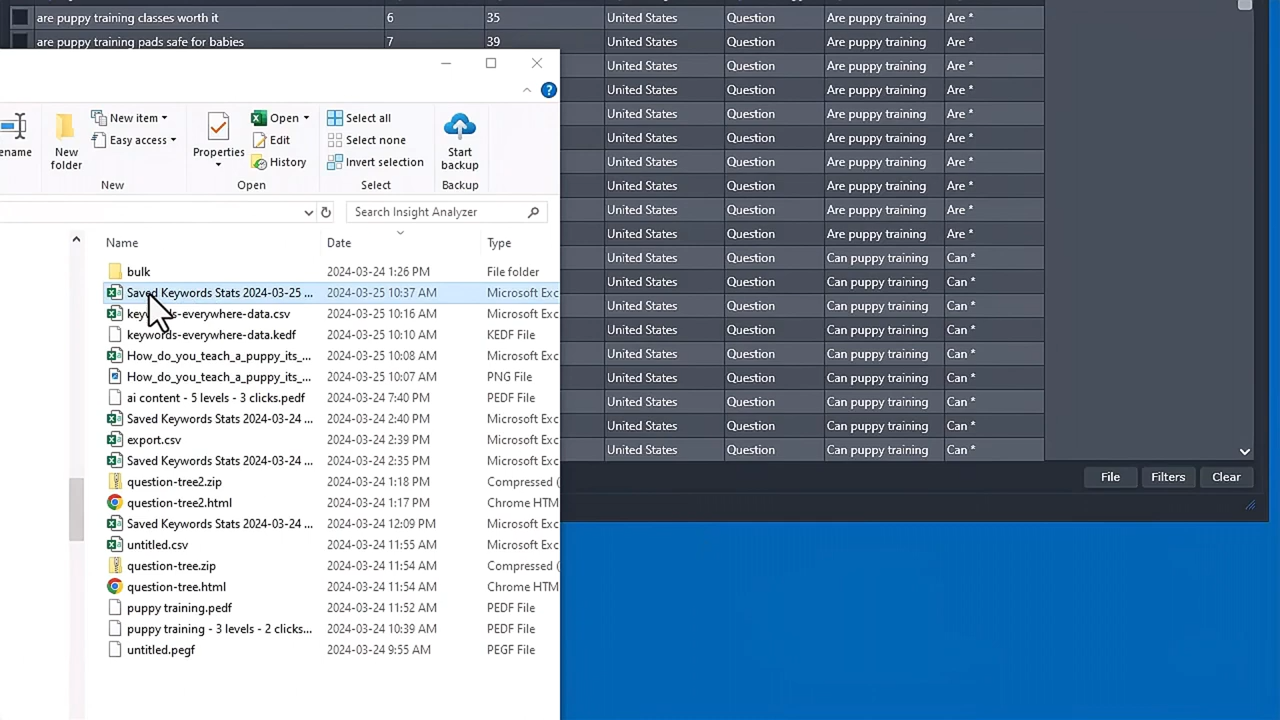 are puppy training classes worth it 6 35 United States Question Are puppy training Are *
are puppy training pads safe for babies 7 39 United States Question Are puppy training Are *
United States Question Are puppy training Are *
United States Question Are puppy training Are *
United States Question Are puppy training Are *
United States Question Are puppy training Are *
United States Question Are puppy training Are *
United States Question Are puppy training Are *
United States Question Are puppy training Are *
United States Question Are puppy training Are *
United States Question Can puppy training Can *
United States Question Can puppy training Can *
United States Question Can puppy training Can *
United States Question Can puppy training Can *
United States Question Can puppy training Can *
United States Question Can puppy training Can *
United States Question Can puppy training Can *
United States Question Can puppy training Can *
United States Question Can puppy training Can *
File Filters Clear
ename
New folder
New item
Easy access
New
Properties
Open
Edit
History
Open
Select all
Select none
Invert selection
Select
Start backup
Backup
Search Insight Analyzer
Name Date Type
bulk 2024-03-24 1:26 PM File folder
Saved Keywords Stats 2024-03-25 ... 2024-03-25 10:37 AM Microsoft Exc
keywords-everywhere-data.csv 2024-03-25 10:16 AM Microsoft Exc
keywords-everywhere-data.kedf 2024-03-25 10:10 AM KEDF File
How_do_you_teach_a_puppy_its_... 2024-03-25 10:08 AM Microsoft Exc
How_do_you_teach_a_puppy_its_... 2024-03-25 10:07 AM PNG File
ai content - 5 levels - 3 clicks.pedf 2024-03-24 7:40 PM PEDF File
Saved Keywords Stats 2024-03-24 ... 2024-03-24 2:40 PM Microsoft Exc
export.csv 2024-03-24 2:39 PM Microsoft Exc
Saved Keywords Stats 2024-03-24 ... 2024-03-24 2:35 PM Microsoft Exc
question-tree2.zip 2024-03-24 1:18 PM Compressed (
question-tree2.html 2024-03-24 1:17 PM Chrome HTM
Saved Keywords Stats 2024-03-24 ... 2024-03-24 12:09 PM Microsoft Exc
untitled.csv 2024-03-24 11:55 AM Microsoft Exc
question-tree.zip 2024-03-24 11:54 AM Compressed (
question-tree.html 2024-03-24 11:54 AM Chrome HTM
puppy training.pedf 2024-03-24 11:52 AM PEDF File
puppy training - 3 levels - 2 clicks... 2024-03-24 10:39 AM PEDF File
untitled.pegf 2024-03-24 9:55 AM PEGF File